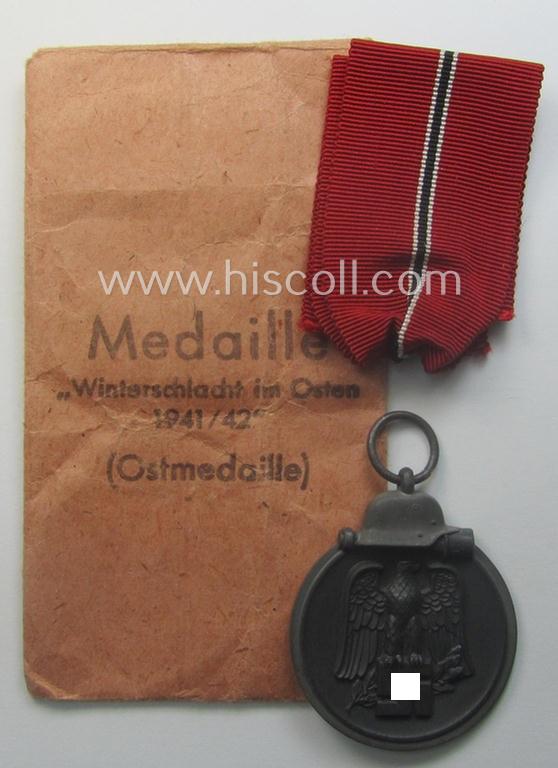 www.hiscoll.com
Medaille
„Winterschlacht im Osten
1941/42"
(Ostmedaille)